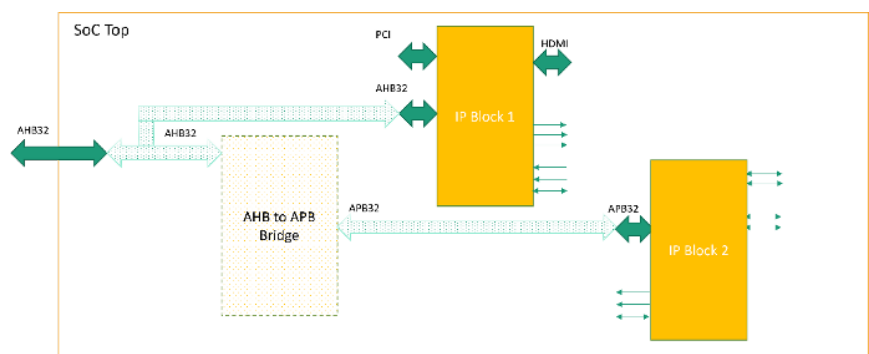 SoC Top
PCI
HDMI
AHB32
IP Block 1
AHB32
AHB32
AHB to APB
Bridge
APB32
APB32
IP Block 2